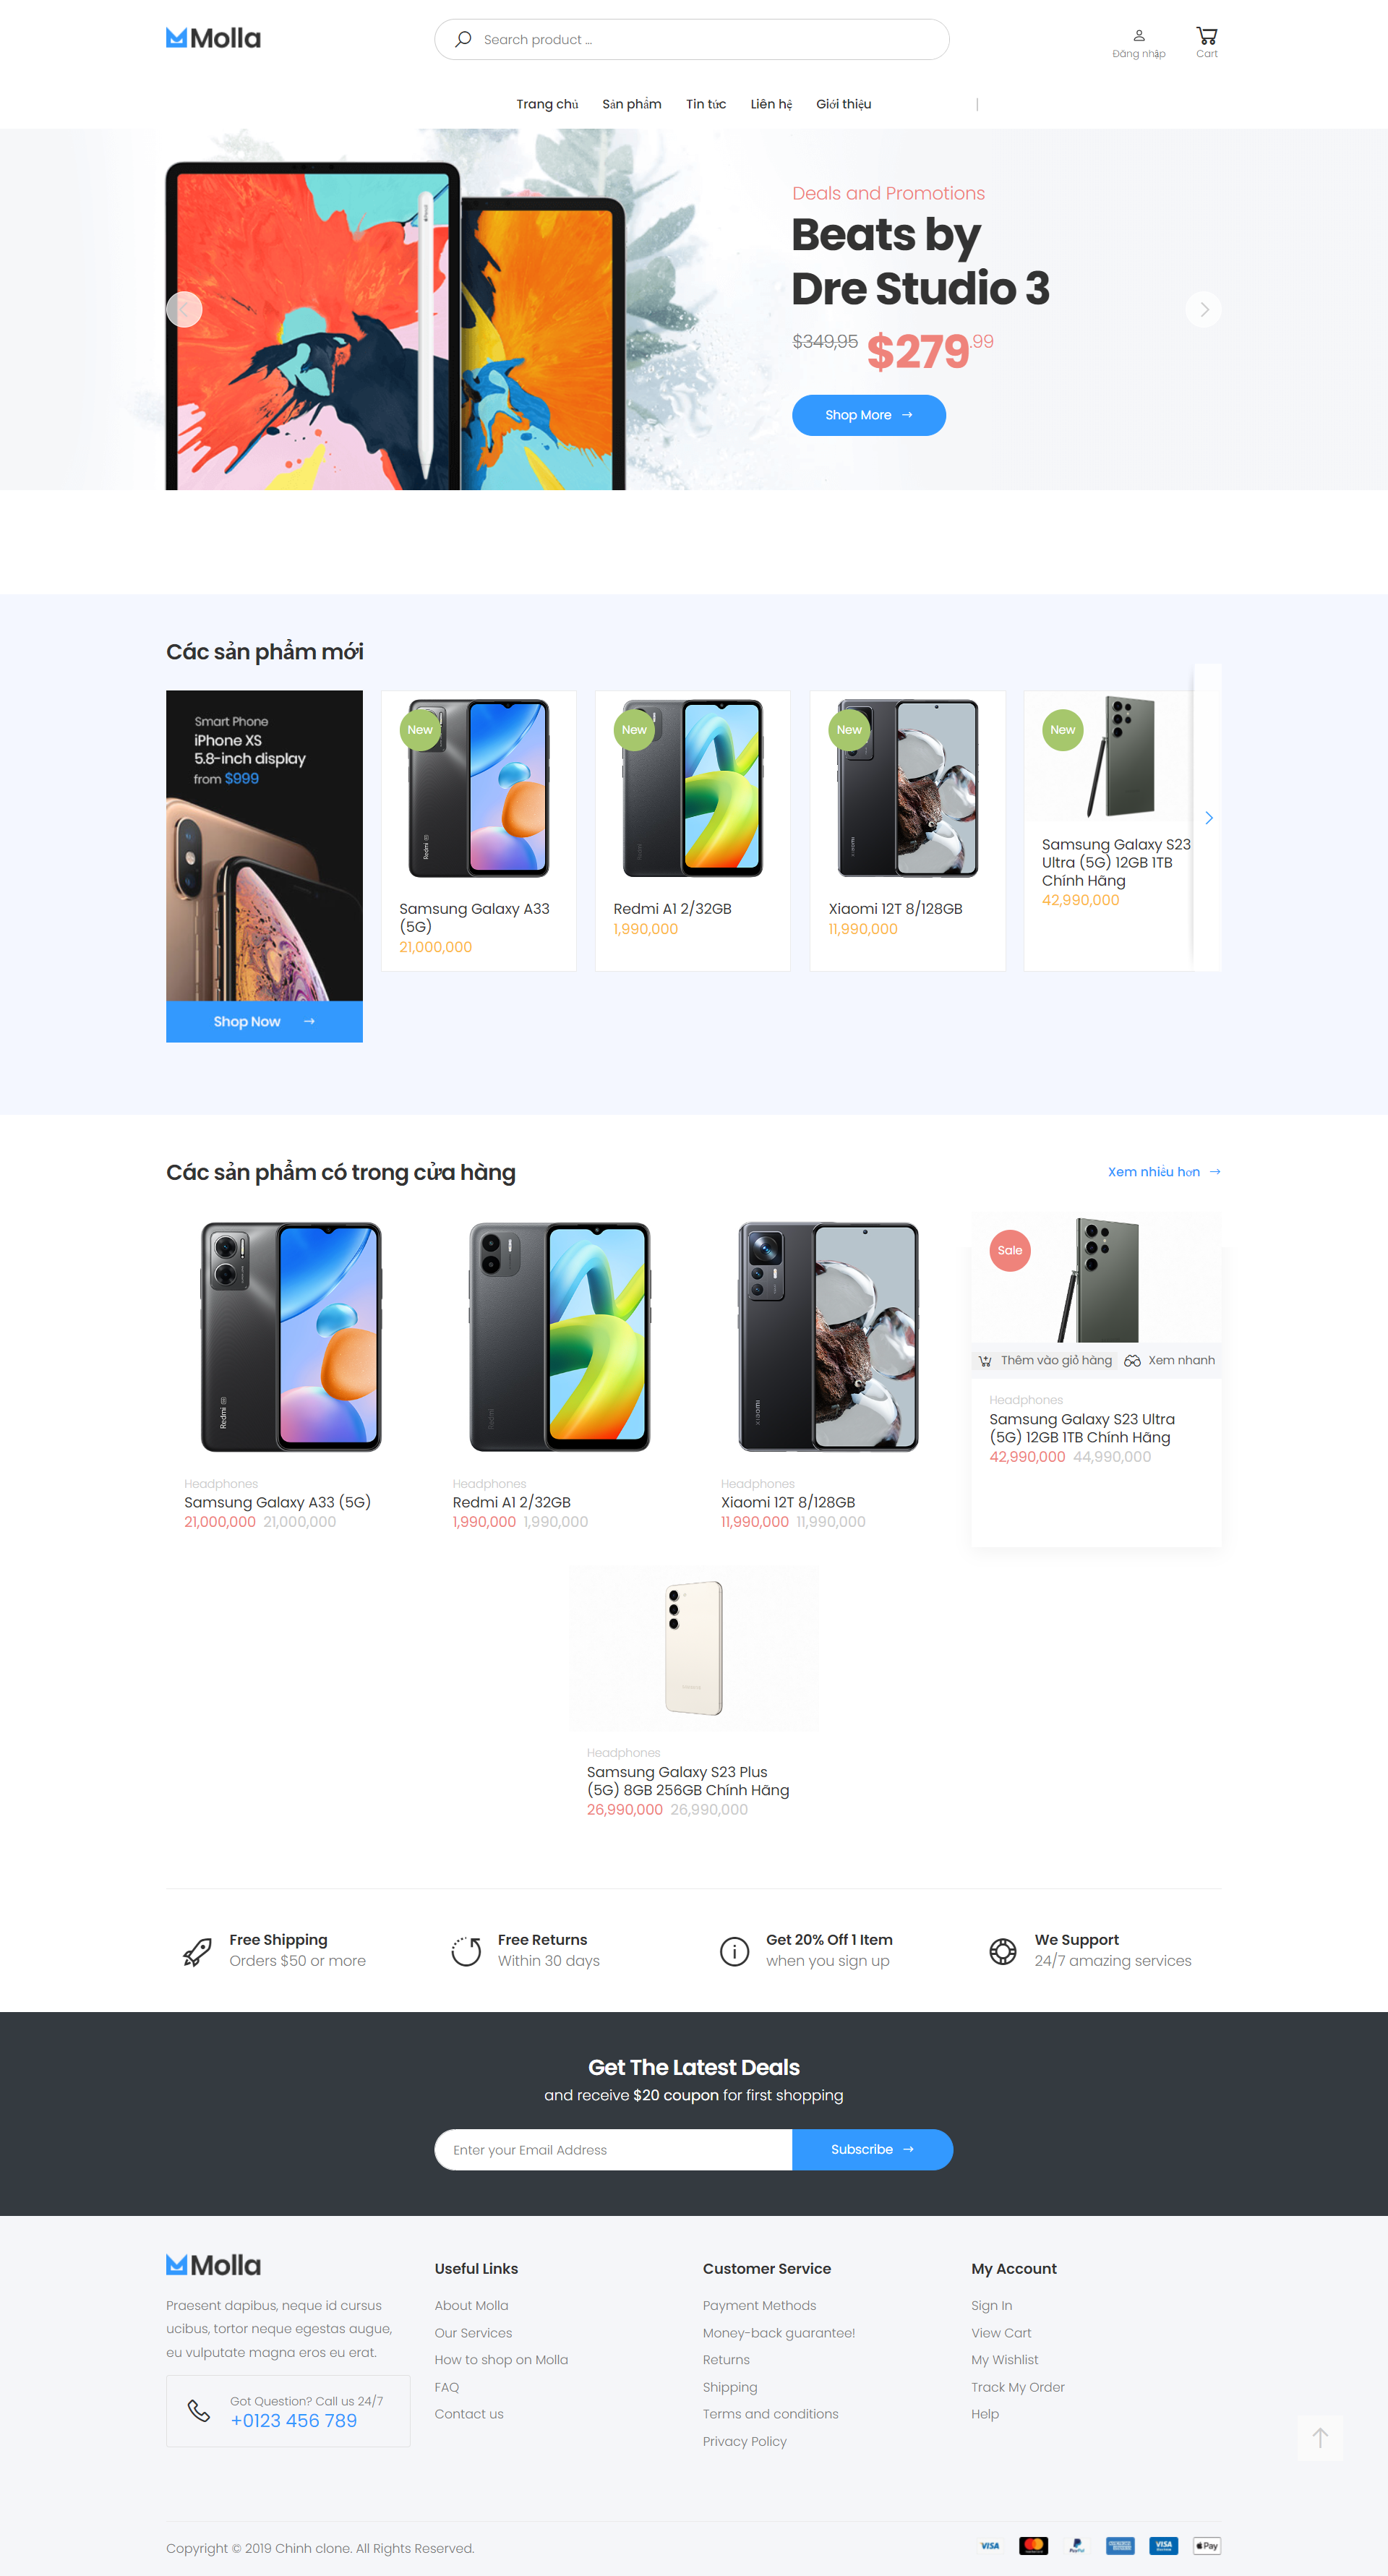 Molla
Search product ...
Đăng nhập
Cart
Trang chủ
Sản phẩm
Tin tức
Liên hệ
Giới thiệu
Deals and Promotions
Beats by
Dre Studio 3
$349,95 $279.99
Shop More
Các sản phẩm mới
Smart Phone
iPhone XS
5.8-inch display
from $999
Shop Now
New
Redmi
Samsung Galaxy A33
(5G)
21,000,000
New
Redmi
Redmi A1 2/32GB
1,990,000
New
xiaomi
Xiaomi 12T 8/128GB
11,990,000
New
Samsung Galaxy S23
Ultra (5G) 12GB 1TB
Chính Hãng
42,990,000
Các sản phẩm có trong cửa hàng
Xem nhiều hơn
Redmi
Headphones
Samsung Galaxy A33 (5G)
21,000,000 21,000,000
Redmi
Headphones
Redmi A1 2/32GB
1,990,000 1,990,000
xiaomi
Headphones
Xiaomi 12T 8/128GB
11,990,000 11,990,000
Sale
Thêm vào giỏ hàng
Xem nhanh
Headphones
Samsung Galaxy S23 Ultra
(5G) 12GB 1TB Chính Hãng
42,990,000 44,990,000
Headphones
Samsung Galaxy S23 Plus
(5G) 8GB 256GB Chính Hãng
26,990,000 26,990,000
Free Shipping
Orders $50 or more
Free Returns
Within 30 days
Get 20% Off 1 Item
when you sign up
We Support
24/7 amazing services
Get The Latest Deals
and receive $20 coupon for first shopping
Enter your Email Address
Subscribe
Molla
Praesent dapibus, neque id cursus
ucibus, tortor neque egestas augue,
eu vulputate magna eros eu erat.
Got Question? Call us 24/7
+0123 456 789
Useful Links
About Molla
Our Services
How to shop on Molla
FAQ
Contact us
Customer Service
Payment Methods
Money-back guarantee!
Returns
Shipping
Terms and conditions
Privacy Policy
My Account
Sign In
View Cart
My Wishlist
Track My Order
Help
Copyright © 2019 Chinh clone. All Rights Reserved.
VISA
mastercard
PayPal
VISA
Pay